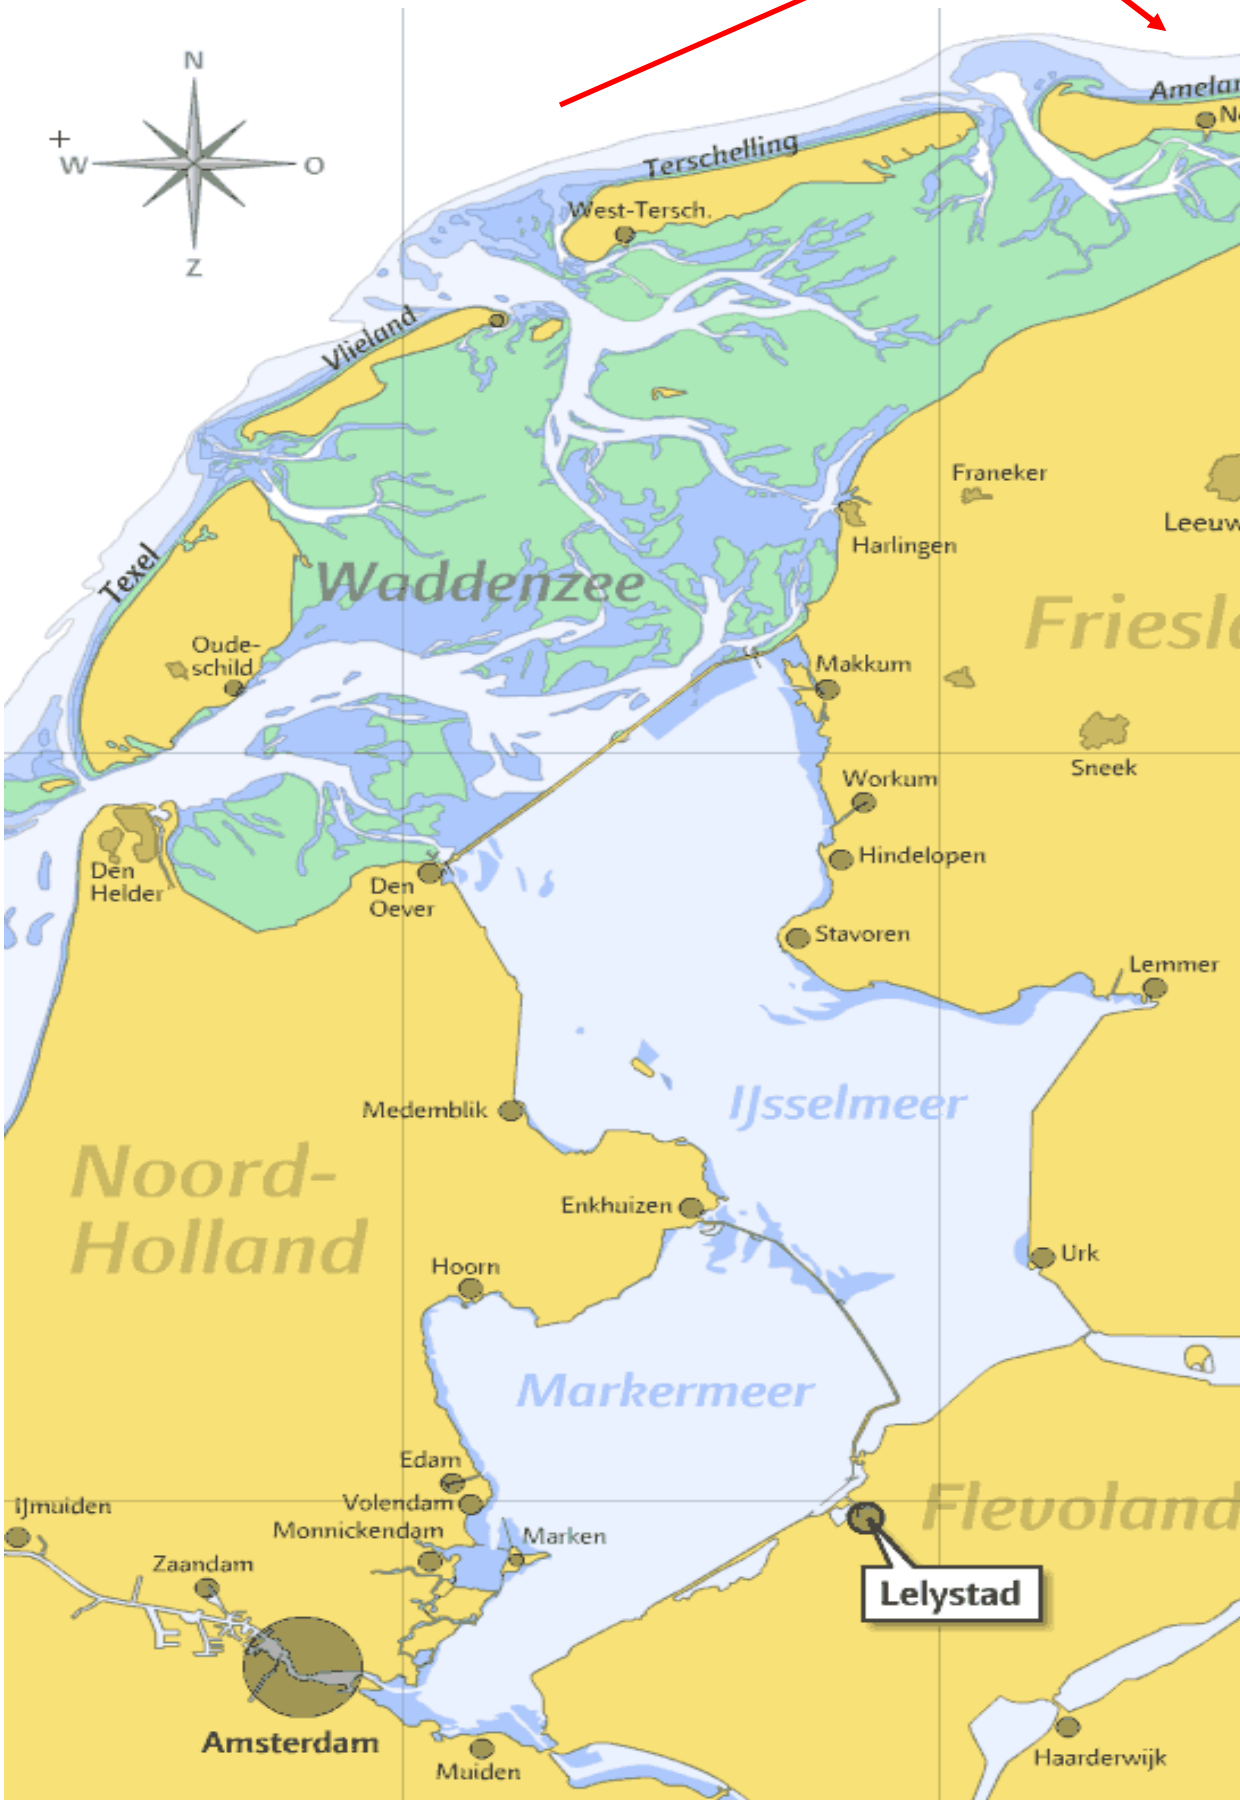 N
W
O
Z
Amelan
Ne
Terschelling
West-Tersch.
Vlieland
Franeker
Leeuw
Harlingen
Texel
Waddenzee
Friesla
Oude-
schild
Makkum
Sneek
Workum
Hindelopen
Den
Helder
Den
Oever
Stavoren
Lemmer
IJsselmeer
Medemblik
Noord-
Holland
Enkhuizen
Urk
Hoorn
Markermeer
Edam
Volendam
Flevoland
IJmuiden
Monnickendam
Marken
Zaandam
Lelystad
Amsterdam
Muiden
Haarderwijk